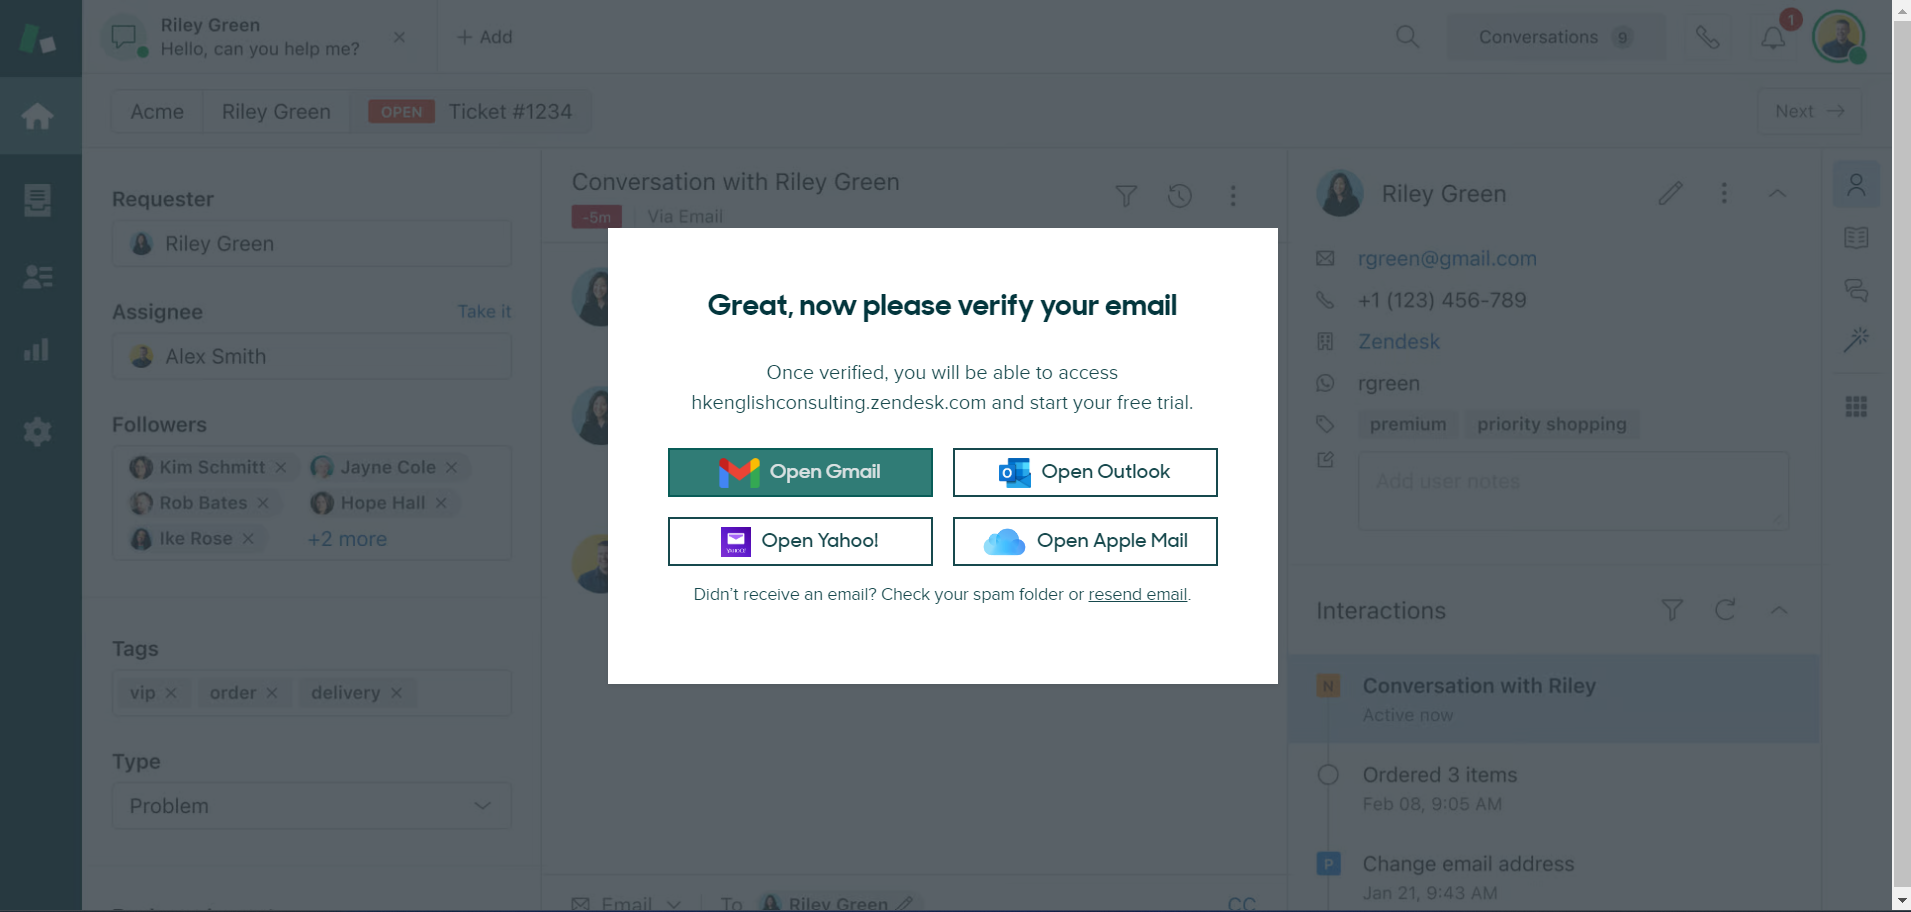 Riley Green
Hello, can you help me?
Add
Conversations 9
1
Acme
Riley Green
OPEN Ticket #1234
Next
Requester
Riley Green
Assignee
Take it
Alex Smith
Followers
Kim Schmitt
Jayne Cole
Rob Bates
Hope Hall
Ike Rose
+2 more
Tags
vip
order
delivery
Type
Problem
Conversation with Riley Green
-5m
Via Email
Great, now please verify your email
Once verified, you will be able to access
hkenglishconsulting.zendesk.com and start your free trial.
Open Gmail
Open Outlook
Open Yahoo!
Open Apple Mail
Didn't receive an email? Check your spam folder or resend email.
Email
To
Riley Green
CC
Riley Green
rgreen@gmail.com
+1 (123) 456-789
Zendesk
rgreen
premium
priority shopping
Add user notes
Interactions
N
Conversation with Riley
Active now
Ordered 3 items
Feb 08, 9:05 AM
P
Change email address
Jan 21, 9:43 AM